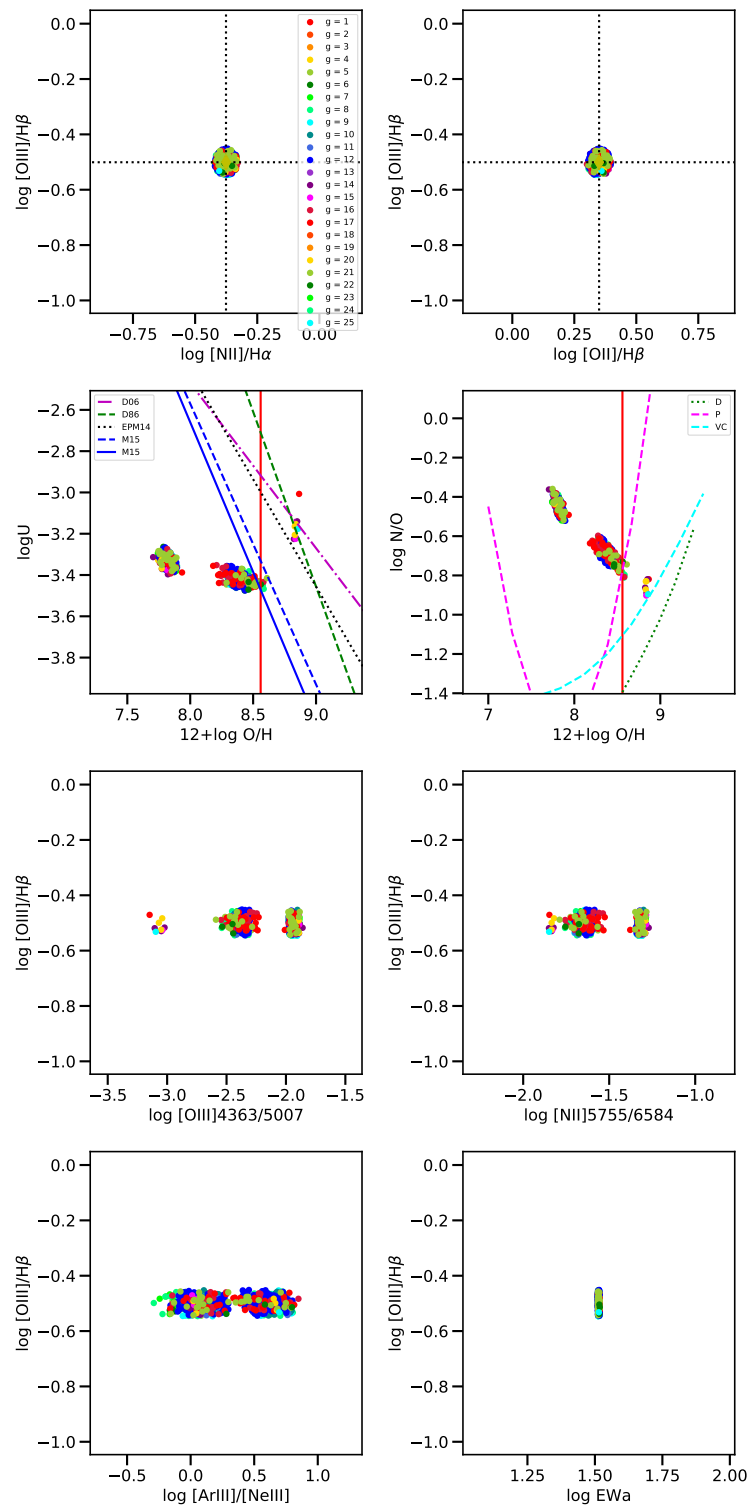 0.0
−0.2
−0.4
−0.6
−0.8
−1.0
log [OIII]/Hβ
−0.75 −0.50 −0.25 0.00
log [NII]/Hα
g = 1
g = 2
g = 3
g = 4
g = 5
g = 6
g = 7
g = 8
g = 9
g = 10
g = 11
g = 12
g = 13
g = 14
g = 15
g = 16
g = 17
g = 18
g = 19
g = 20
g = 21
g = 22
g = 23
g = 24
g = 25
0.0
−0.2
−0.4
−0.6
−0.8
−1.0
log [OIII]/Hβ
0.00 0.25 0.50 0.75
log [OII]/Hβ
−2.6
−2.8
−3.0
−3.2
−3.4
−3.6
−3.8
logU
D06
D86
EPM14
M15
M15
7.5 8.0 8.5 9.0
12+log O/H
0.0
−0.2
−0.4
−0.6
−0.8
−1.0
−1.2
−1.4
log N/O
D
P
VC
7 8 9
12+log O/H
0.0
−0.2
−0.4
−0.6
−0.8
−1.0
log [OIII]/Hβ
−3.5 −3.0 −2.5 −2.0 −1.5
log [OIII]4363/5007
0.0
−0.2
−0.4
−0.6
−0.8
−1.0
log [OIII]/Hβ
−2.0 −1.5 −1.0
log [NII]5755/6584
0.0
−0.2
−0.4
−0.6
−0.8
−1.0
log [OIII]/Hβ
−0.5 0.0 0.5 1.0
log [ArIII]/[NeIII]
0.0
−0.2
−0.4
−0.6
−0.8
−1.0
log [OIII]/Hβ
1.25 1.50 1.75 2.00
log EWa